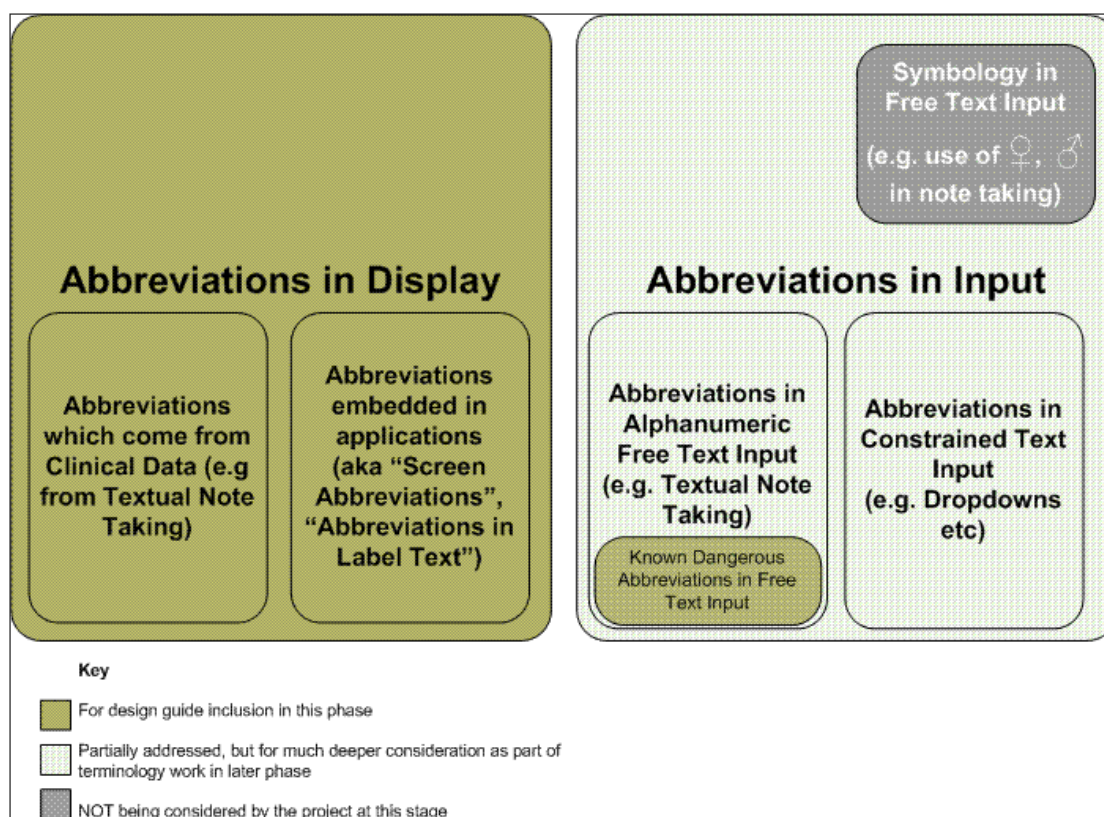 Symbology in
Free Text Input
(e.g. use of ♀, ♂
in note taking)
Abbreviations in Display
Abbreviations in Input
Abbreviations
which come from
Clinical Data (e.g
from Textual Note
Taking)
Abbreviations
embedded in
applications
(aka “Screen
Abbreviations”,
“Abbreviations in
Label Text”)
Abbreviations in
Alphanumeric
Free Text Input
(e.g. Textual Note
Taking)
Known Dangerous
Abbreviations in Free
Text Input
Abbreviations in
Constrained Text
Input
(e.g. Dropdowns
etc)
Key
For design guide inclusion in this phase
Partially addressed, but for much deeper consideration as part of
terminology work in later phase
NOT being considered by the project at this stage